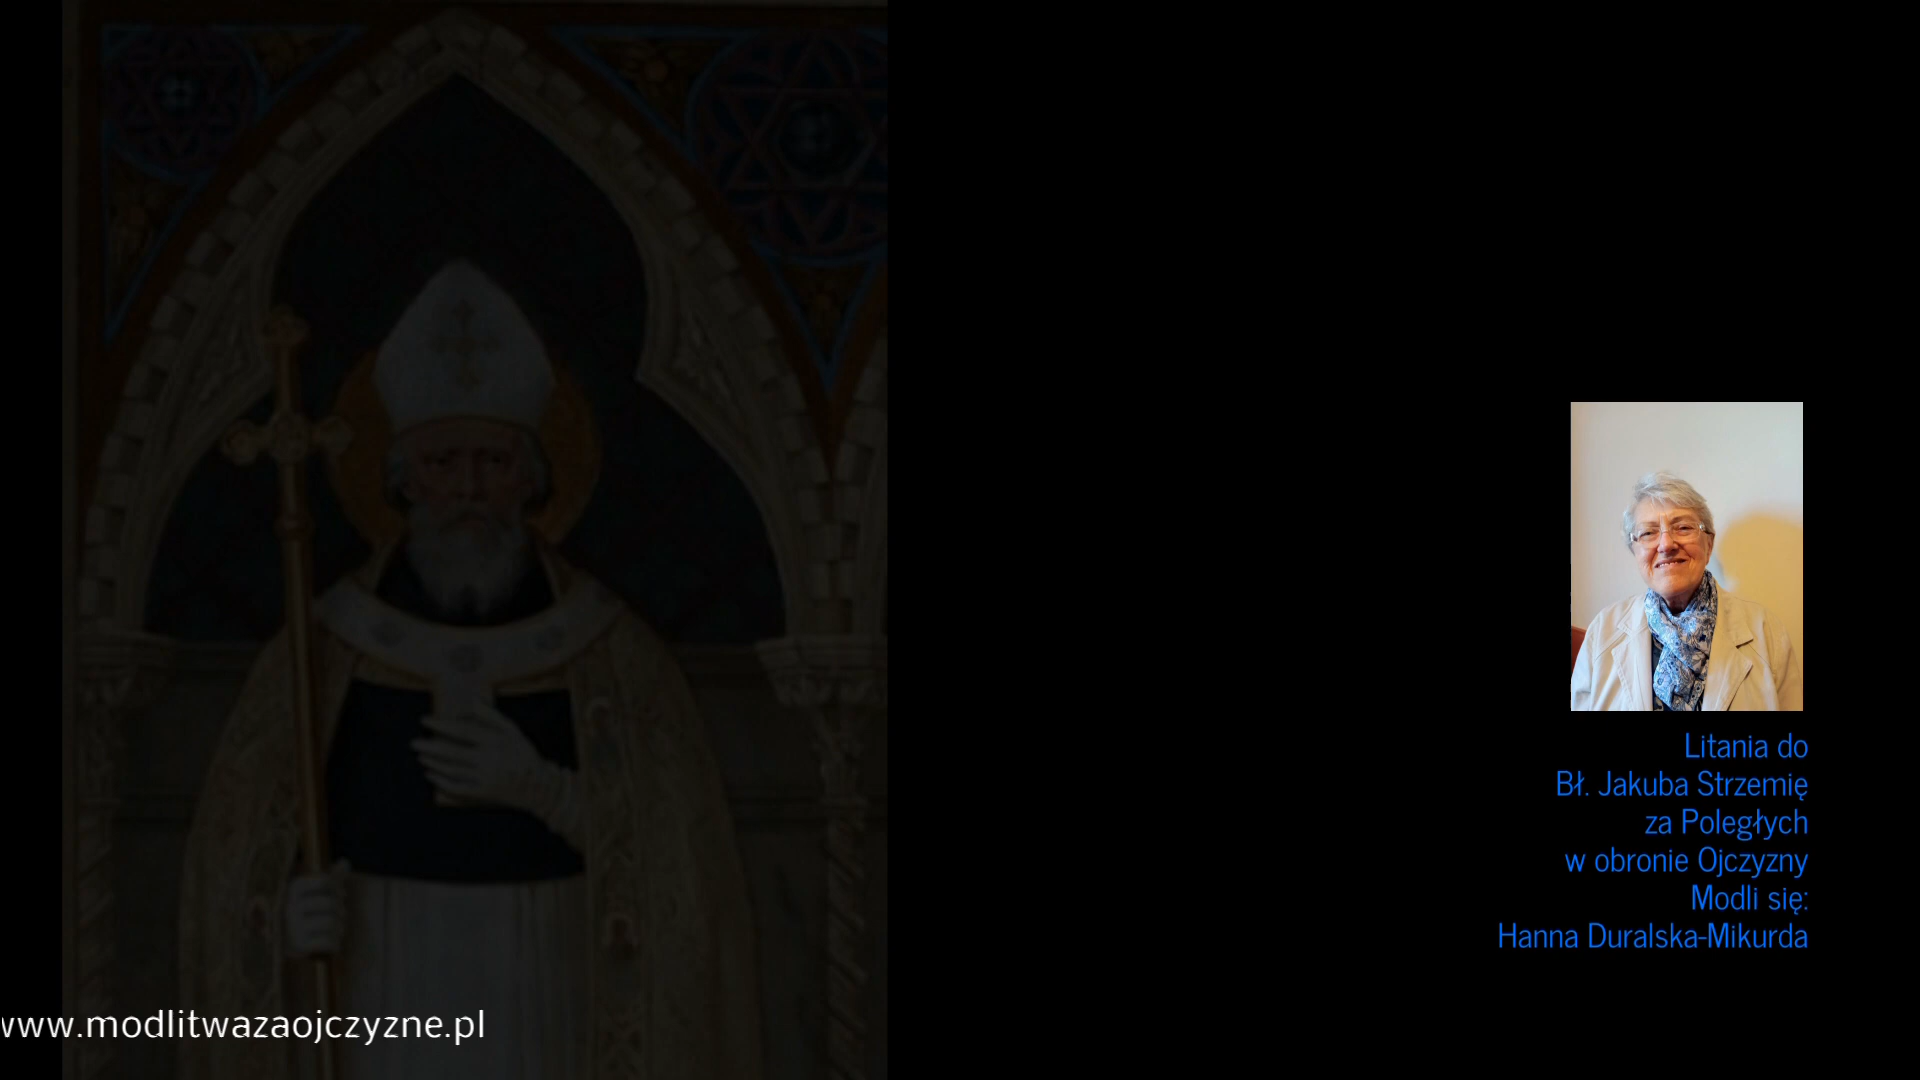 Litania do
Bł. Jakuba Strzemię
za Poległych
w obronie Ojczyzny
Modli się:
Hanna Duralska-Mikurda
www.modlitwazaojczyzne.pl